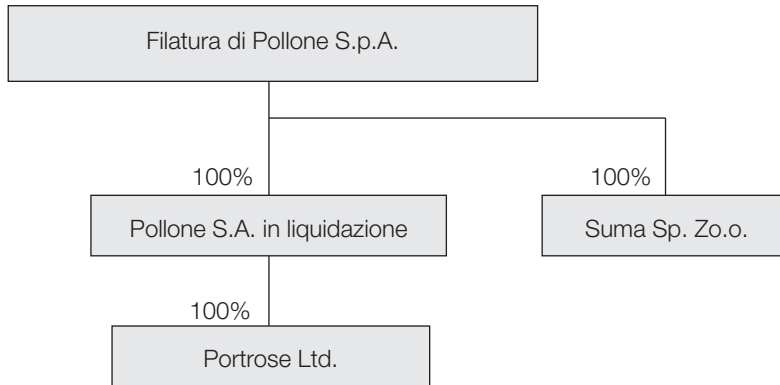 Filatura di Pollone S.p.A.
100%
100%
Pollone S.A. in liquidazione
Suma Sp. Zo.o.
100%
Portrose Ltd.